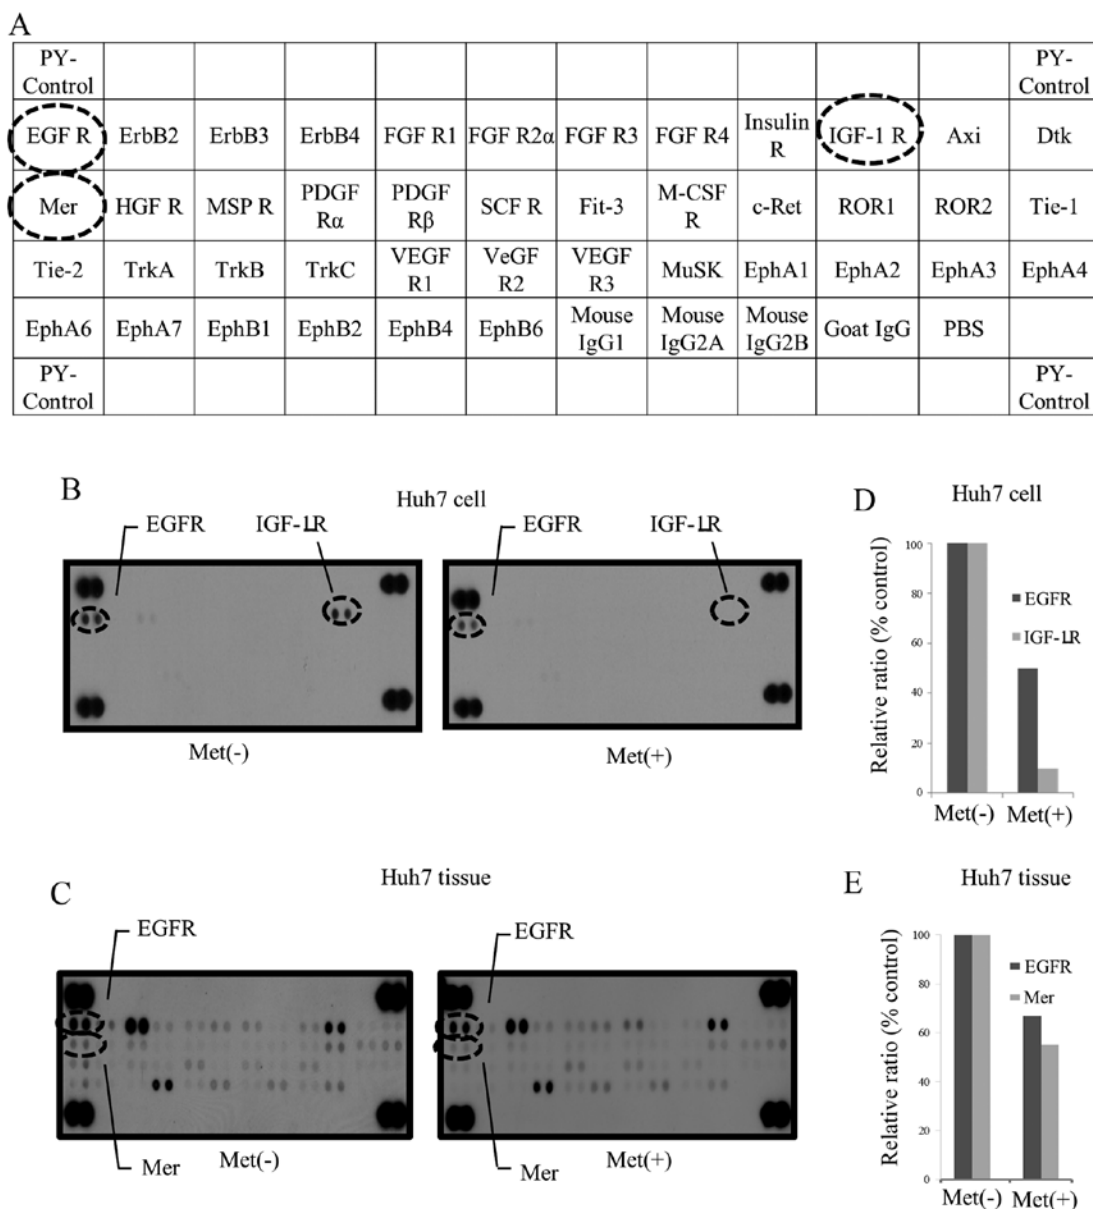 A
PY-Control PY-Control
EGF R ErbB2 ErbB3 ErbB4 FGF R1 FGF R2α FGF R3 FGF R4 Insulin R IGF-1 R Axi Dtk
Mer HGF R MSP R PDGF Rα PDGF Rβ SCF R Fit-3 M-CSF R c-Ret ROR1 ROR2 Tie-1
Tie-2 TrkA TrkB TrkC VEGF R1 VeGF R2 VEGF R3 MuSK EphA1 EphA2 EphA3 EphA4
EphA6 EphA7 EphB1 EphB2 EphB4 EphB6 Mouse IgG1 Mouse IgG2A Mouse IgG2B Goat IgG PBS
PY-Control PY-Control
B
Huh7 cell
EGFR IGF-1R EGFR IGF-1R
Met(-) Met(+)
D
Huh7 cell
Relative ratio (% control)
100
80
60
40
20
0
EGFR
IGF-1R
Met(-) Met(+)
C
Huh7 tissue
EGFR EGFR
Mer Met(-) Mer Met(+)
E
Huh7 tissue
Relative ratio (% control)
100
80
60
40
20
0
EGFR
Mer
Met(-) Met(+)